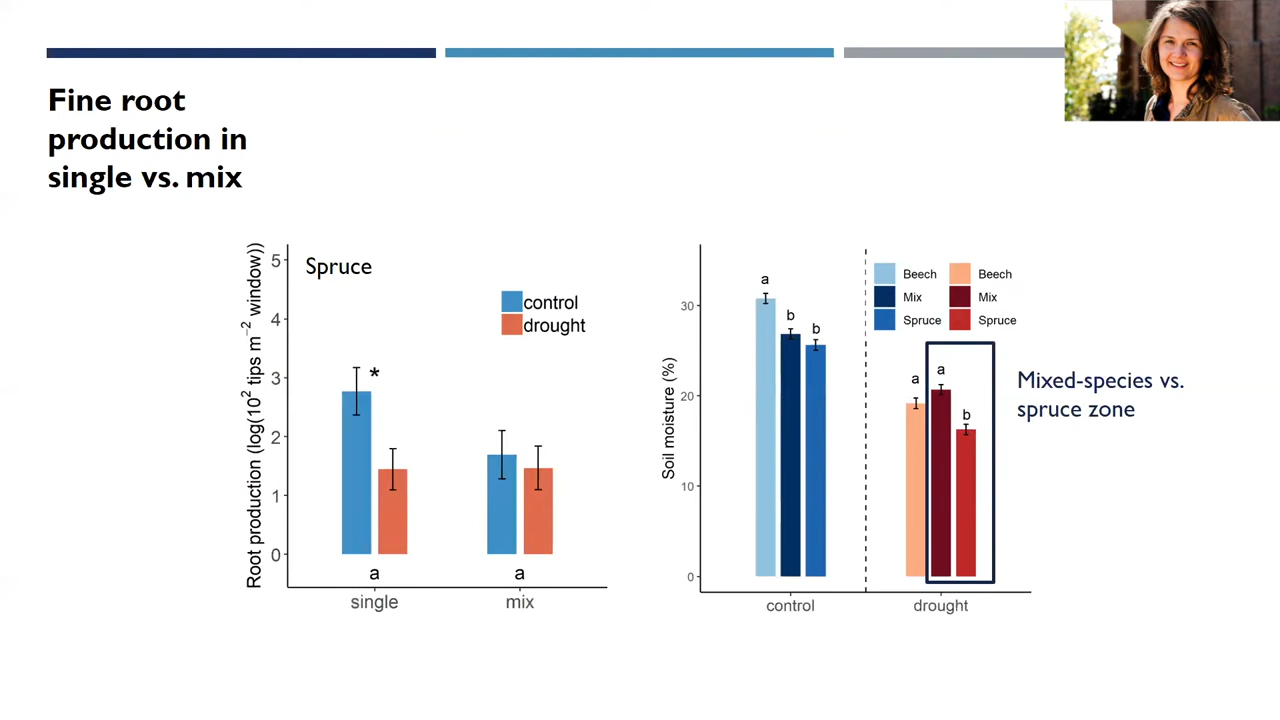 Fine root
production in
single vs. mix
Root production (log(10² tips m⁻² window))
5
4
3
2
1
0
Spruce
control
drought
*
a
a
single
mix
Soil moisture (%)
30
20
10
0
a
b
b
Beech
Mix
Spruce
Beech
Mix
Spruce
a
a
b
control
drought
Mixed-species vs.
spruce zone